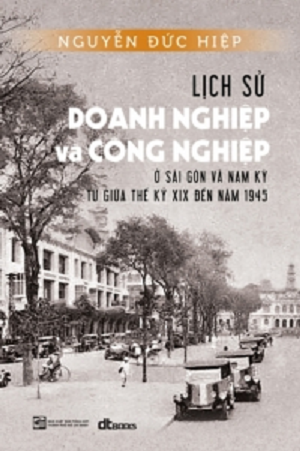 NGUYỄN ĐỨC HIỆP
LỊCH SỬ
DOANH NGHIỆP
và CÔNG NGHIỆP
Ở SÀI GÒN VÀ NAM KỲ
TỪ GIỮA THẾ KỶ XIX ĐẾN NĂM 1945
dtBOOKS